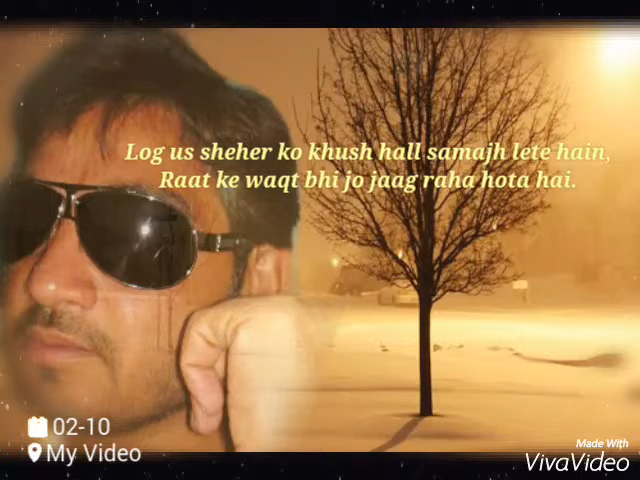 Log us sheher ko khush hall samajh lete hain,
Raat ke waqt bhi jo jaag raha hota hai.
02-10
My Video
Made With
VivaVideo